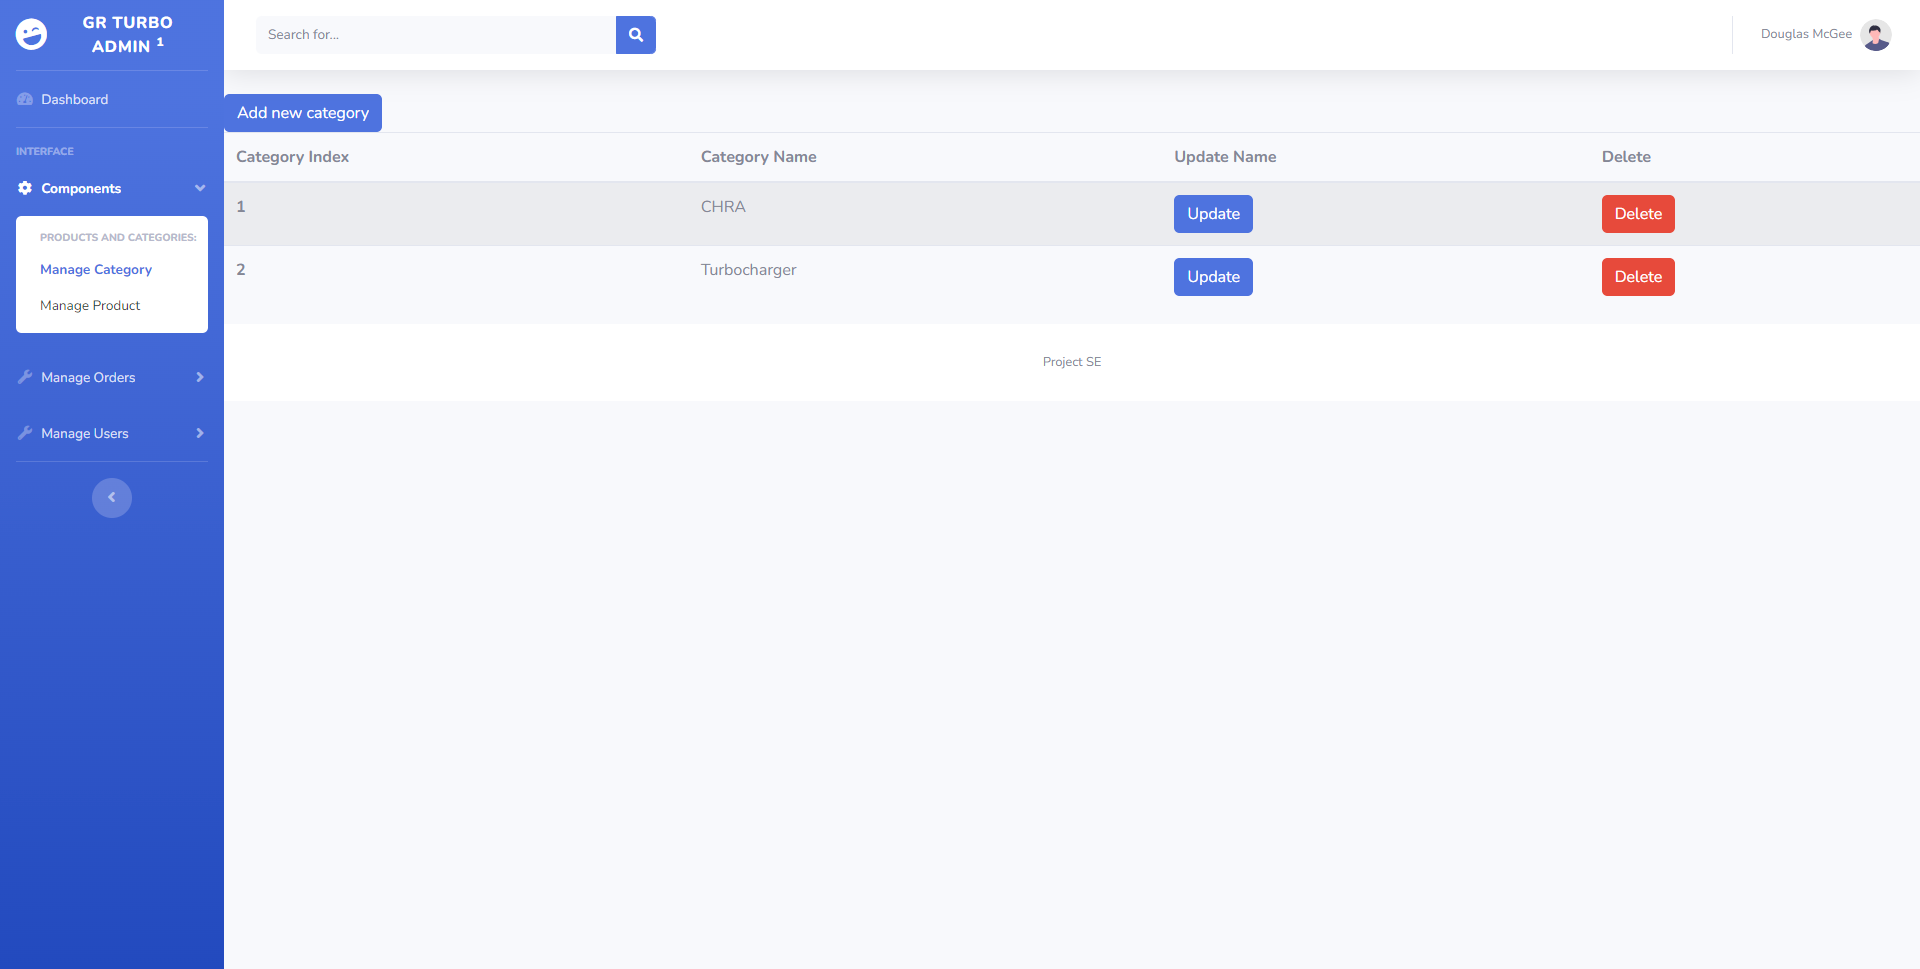 GR TURBO
ADMIN 1
Dashboard
INTERFACE
Components
PRODUCTS AND CATEGORIES:
Manage Category
Manage Product
Manage Orders
Manage Users
Search for...
Douglas McGee
Add new category
Category Index Category Name Update Name Delete
1 CHRA Update Delete
2 Turbocharger Update Delete
Project SE